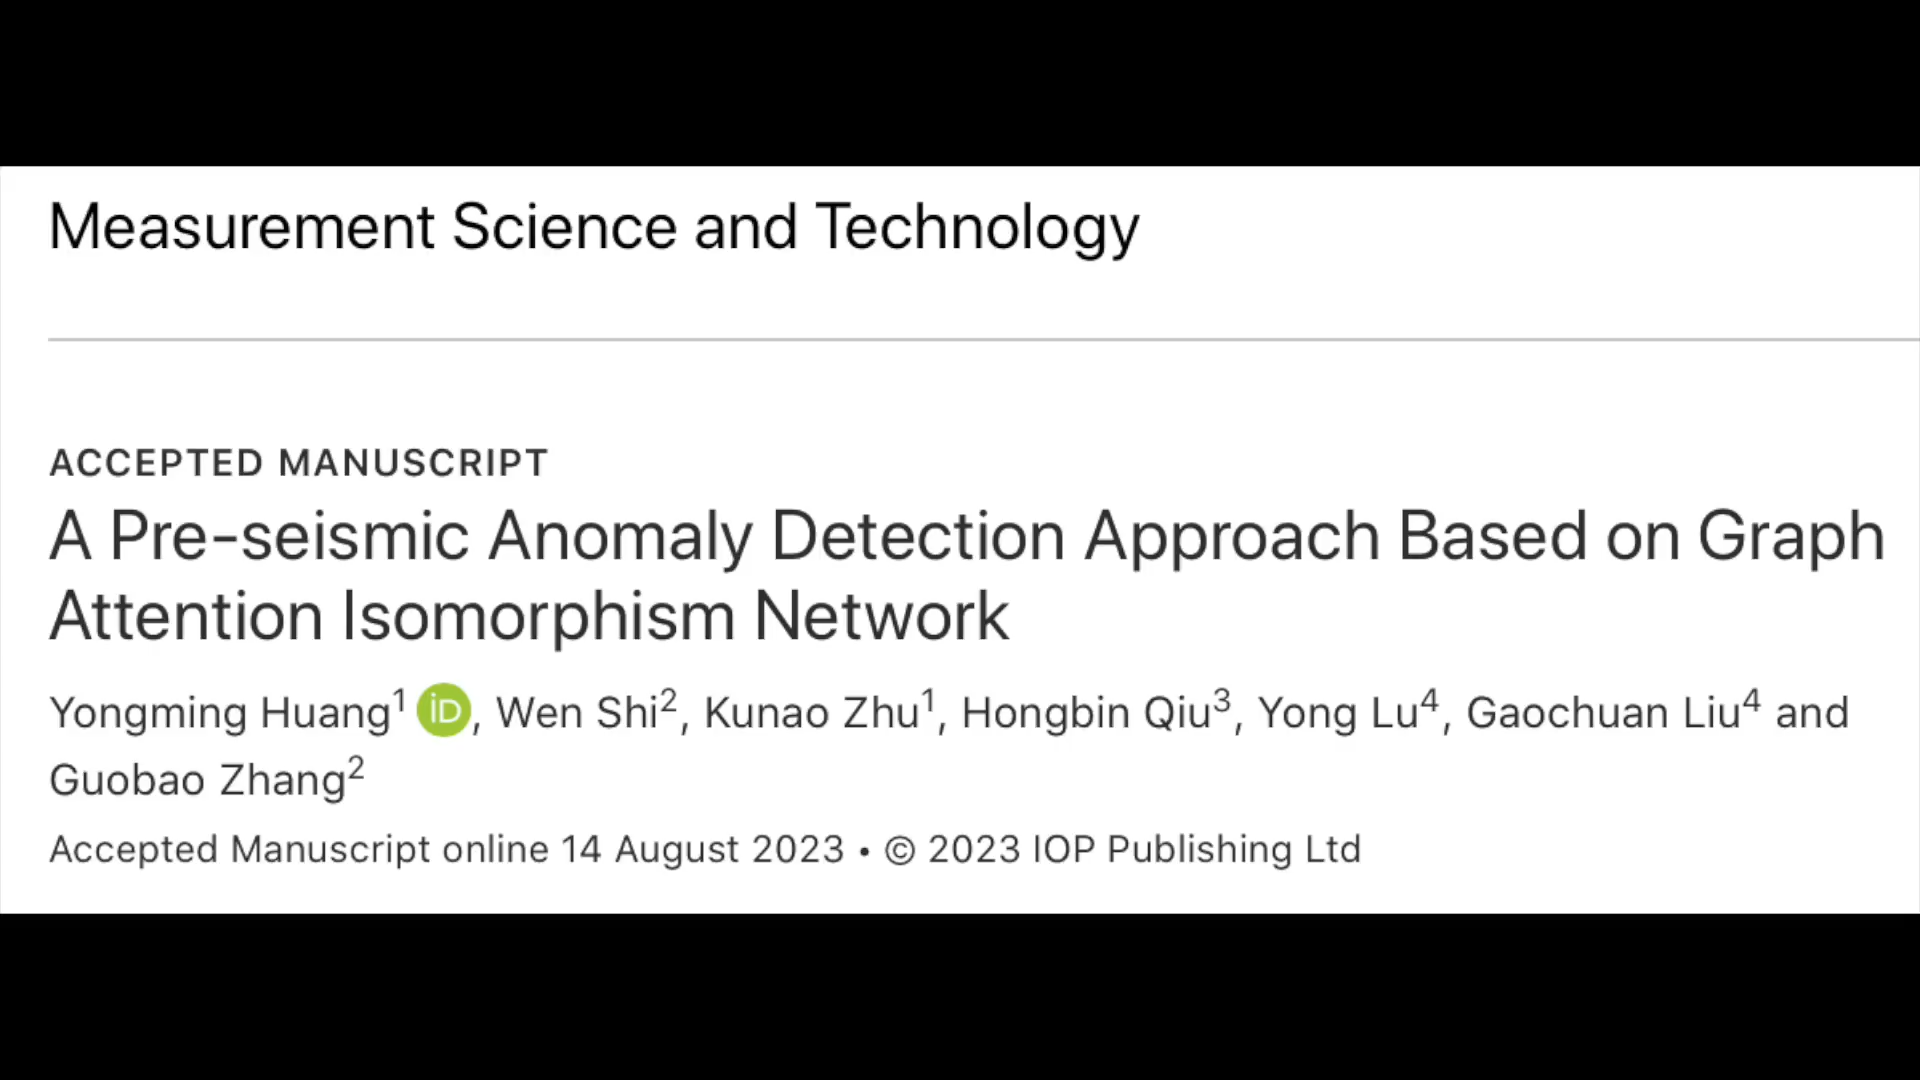 Measurement Science and Technology
ACCEPTED MANUSCRIPT
A Pre-seismic Anomaly Detection Approach Based on Graph
Attention Isomorphism Network
Yongming Huang1 iD, Wen Shi2, Kunao Zhu1, Hongbin Qiu3, Yong Lu4, Gaochuan Liu4 and
Guobao Zhang2
Accepted Manuscript online 14 August 2023 • © 2023 IOP Publishing Ltd